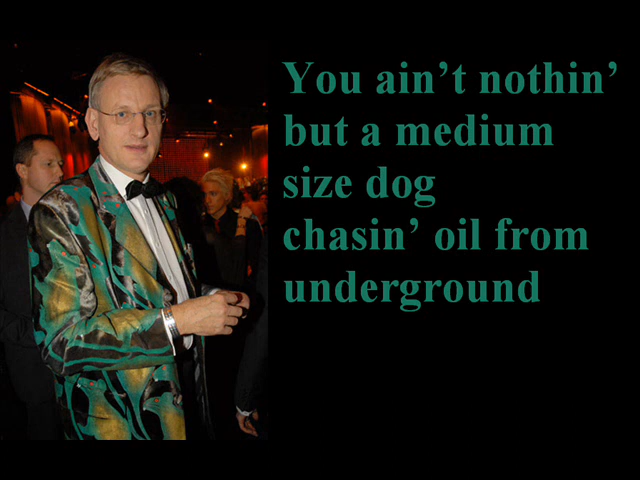 You ain’t nothin’
but a medium
size dog
chasin’ oil from
underground